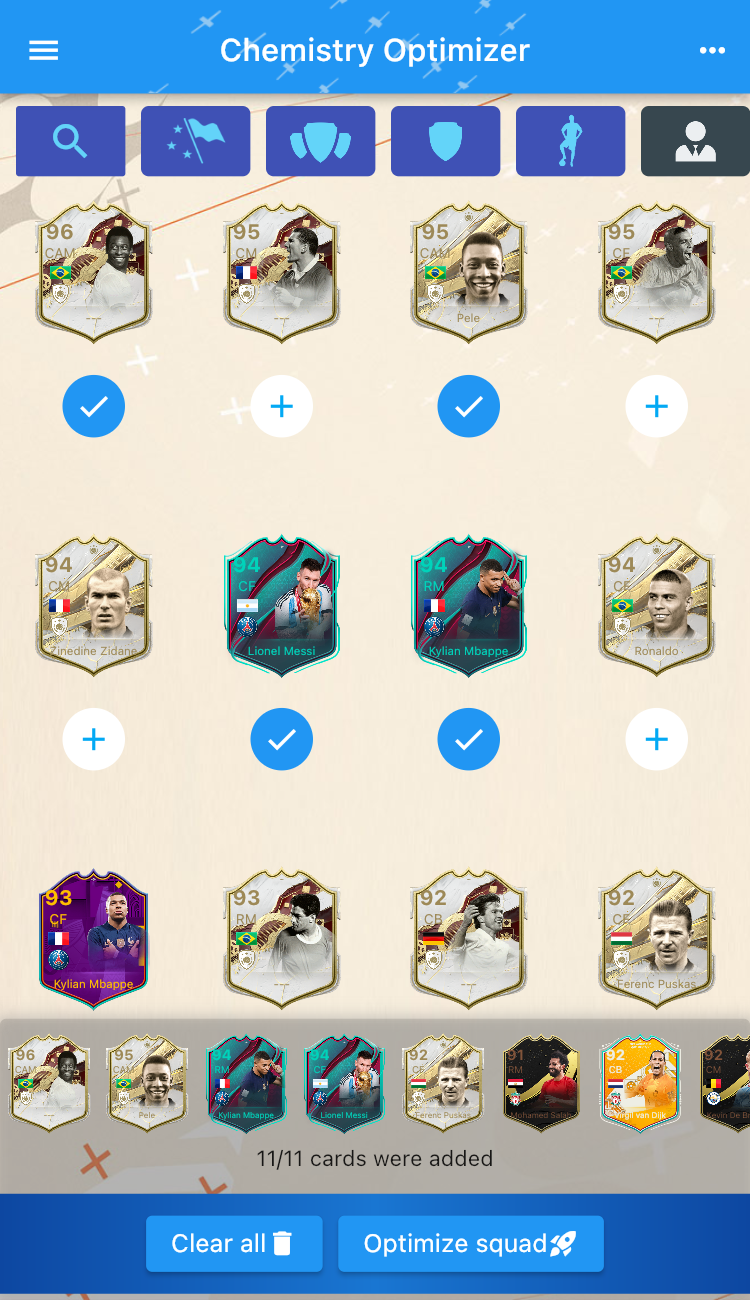 Chemistry Optimizer
96
CAM
---
95
CM
---
95
CAM
Pele
95
CF
---
94
CM
Zinedine Zidane
94
CF
Lionel Messi
94
RM
Kylian Mbappe
94
CF
Ronaldo
93
CF
Kylian Mbappe
93
RM
---
92
CB
---
92
CF
Ferenc Puskas
96
CAM
---
95
CAM
Pele
94
RM
Kylian Mbappe
94
CF
Lionel Messi
92
CF
Ferenc Puskas
91
RM
Mohamed Salah
92
CB
Virgil van Dijk
92
CM
Kevin De B
11/11 cards were added
Clear all
Optimize squad